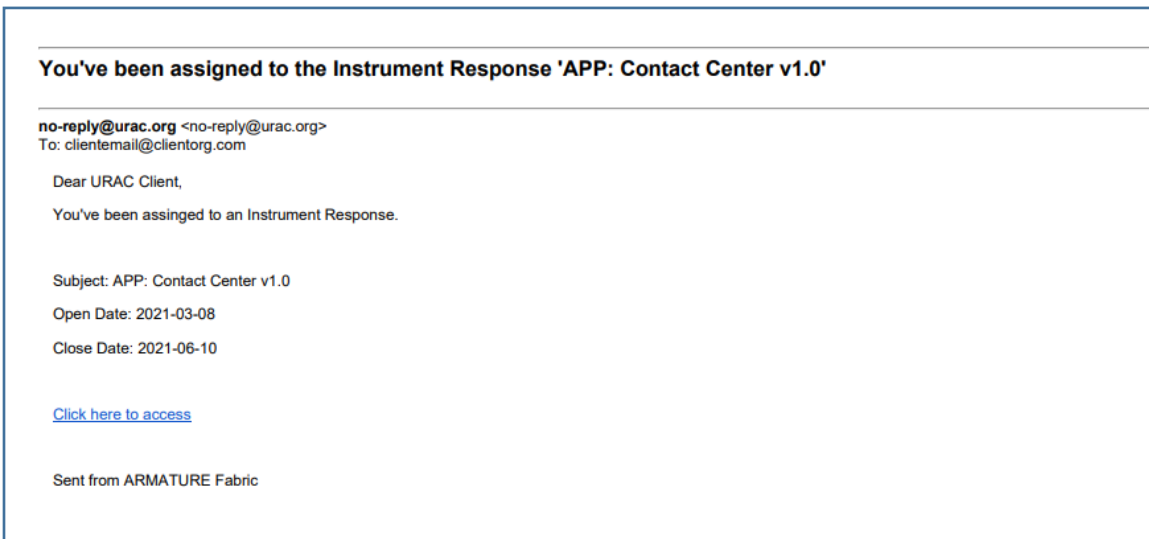 You've been assigned to the Instrument Response 'APP: Contact Center v1.0'
no-reply@urac.org <no-reply@urac.org>
To: clientemail@clientorg.com
Dear URAC Client,
You've been assinged to an Instrument Response.
Subject: APP: Contact Center v1.0
Open Date: 2021-03-08
Close Date: 2021-06-10
Click here to access
Sent from ARMATURE Fabric